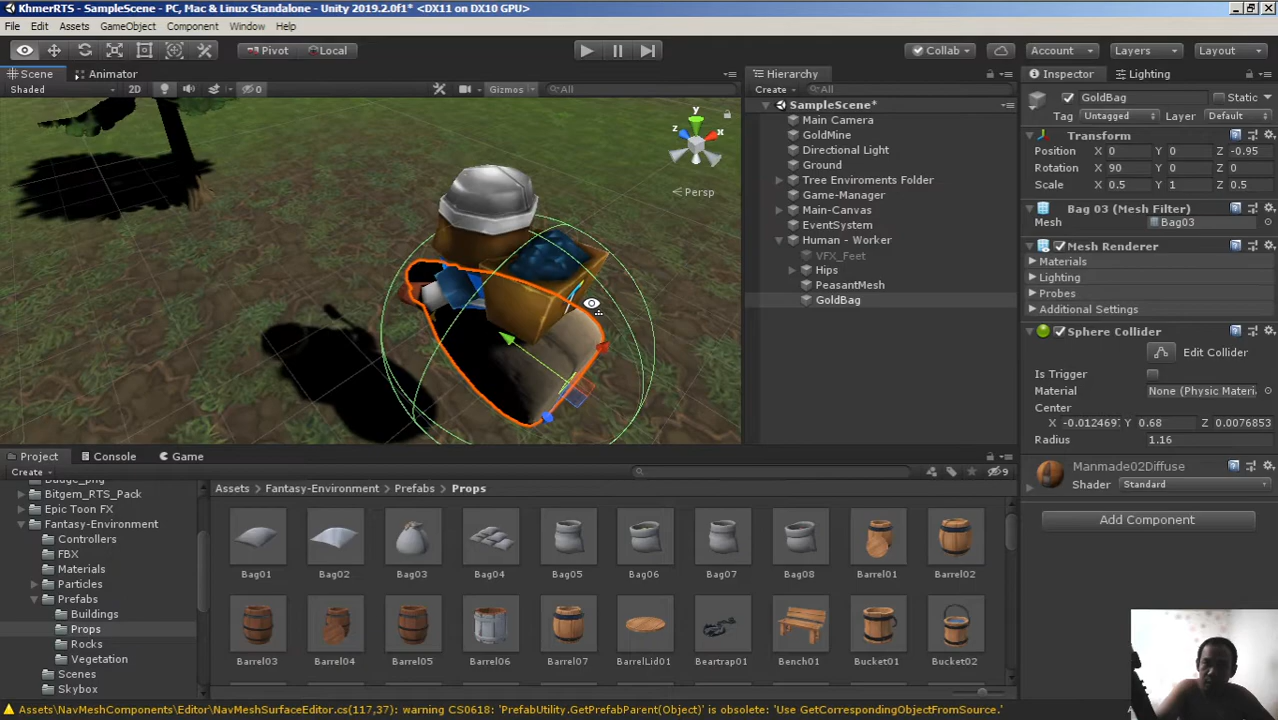 KhmerRTS - SampleScene - PC, Mac & Linux Standalone - Unity 2019.2.0f1* <DX11 on DX10 GPU>
File Edit Assets GameObject Component Window Help
Pivot Local Collab Account Layers Layout
Scene Animator
Shaded 2D 0 Gizmos All
y
z x
Persp
Hierarchy
Create All
SampleScene*
Main Camera
GoldMine
Directional Light
Ground
Tree Enviroments Folder
Game-Manager
Main-Canvas
EventSystem
Human - Worker
VFX_Feet
Hips
PeasantMesh
GoldBag
Inspector Lighting
GoldBag Static
Tag Untagged Layer Default
Transform
Position X 0 Y 0 Z -0.95
Rotation X 90 Y 0 Z 0
Scale X 0.5 Y 1 Z 0.5
Bag 03 (Mesh Filter)
Mesh Bag03
Mesh Renderer
Materials
Lighting
Probes
Additional Settings
Sphere Collider
Edit Collider
Is Trigger
Material None (Physic Materi
Center
X -0.012469 Y 0.68 Z 0.0076853
Radius 1.16
Manmade02Diffuse
Shader Standard
Add Component
Project Console Game
Create 9
Bitgem_RTS_Pack
Epic Toon FX
Fantasy-Environment
Controllers
FBX
Materials
Particles
Prefabs
Buildings
Props
Rocks
Vegetation
Scenes
Skybox
Assets Fantasy-Environment Prefabs Props
Bag01 Bag02 Bag03 Bag04 Bag05 Bag06 Bag07 Bag08 Barrel01 Barrel02
Barrel03 Barrel04 Barrel05 Barrel06 Barrel07 BarrelLid01 Beartrap01 Bench01 Bucket01 Bucket02
Assets\NavMeshComponents\Editor\NavMeshSurfaceEditor.cs(117,37): warning CS0618: 'PrefabUtility.GetPrefabParent(Object)' is obsolete: 'Use GetCorrespondingObjectFromSource.'